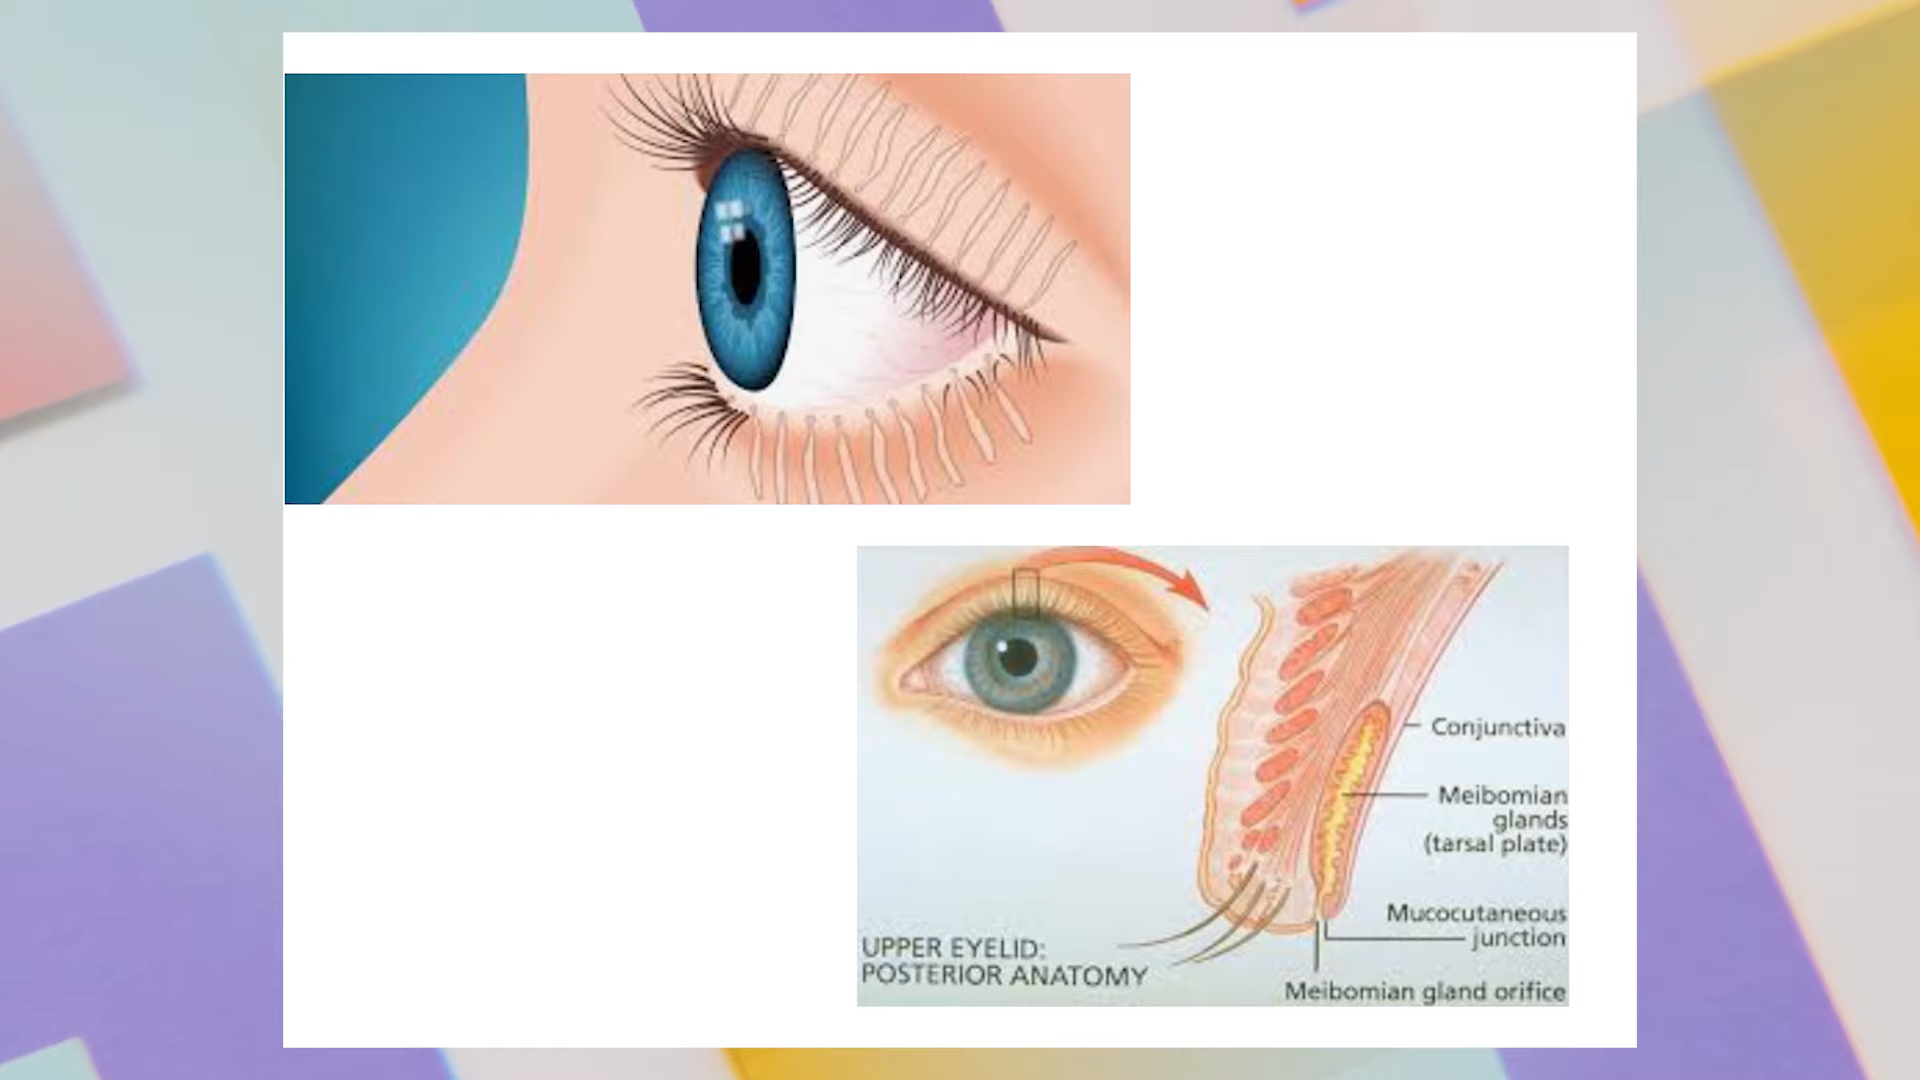 Conjunctiva
Meibomian
glands
(tarsal plate)
Mucocutaneous
junction
Meibomian gland orifice
UPPER EYELID:
POSTERIOR ANATOMY